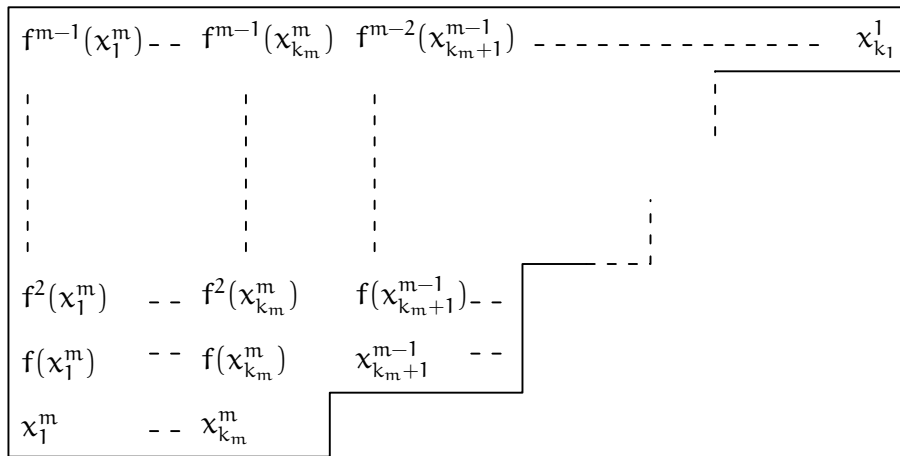 f^{m−1}(x_1^m) -- f^{m−1}(x_{k_m}^m) f^{m−2}(x_{k_m+1}^{m−1}) -------------- x_{k_1}^1
f^2(x_1^m) -- f^2(x_{k_m}^m) f(x_{k_m+1}^{m−1}) --
f(x_1^m) -- f(x_{k_m}^m) x_{k_m+1}^{m−1} --
x_1^m -- x_{k_m}^m